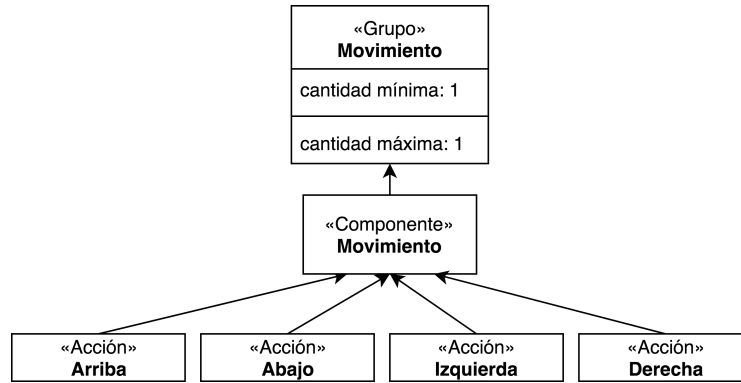 «Grupo»
Movimiento
cantidad mínima: 1
cantidad máxima: 1
«Componente»
Movimiento
«Acción»
Arriba
«Acción»
Abajo
«Acción»
Izquierda
«Acción»
Derecha